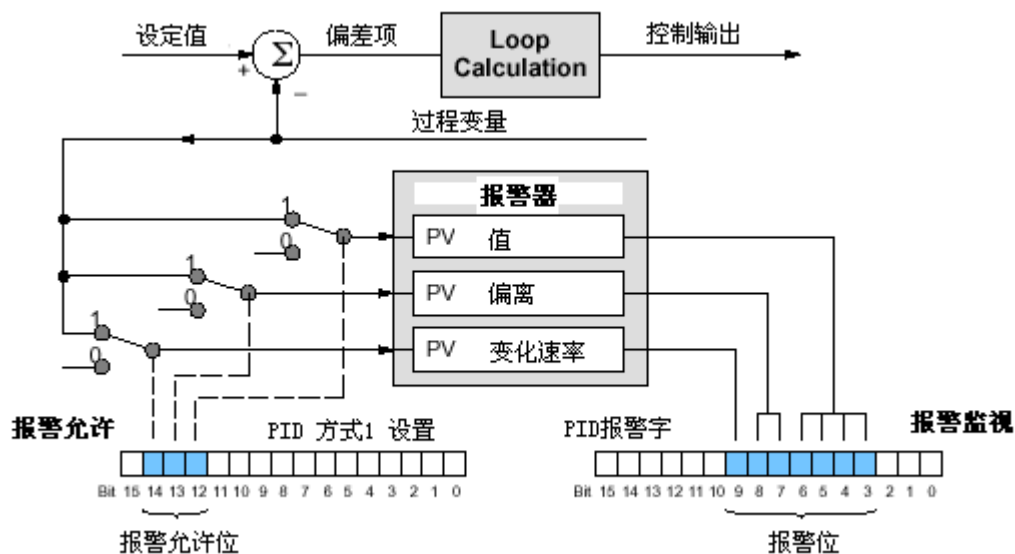 设定值
偏差项
Loop
Calculation
控制输出
Σ
+
−
过程变量
报警器
1
0
PV 值
1
0
PV 偏离
1
0
PV 变化速率
报警允许
PID 方式1 设置
PID报警字
报警监视
Bit 15 14 13 12 11 10 9 8 7 6 5 4 3 2 1 0
Bit 15 14 13 12 11 10 9 8 7 6 5 4 3 2 1 0
报警允许位
报警位